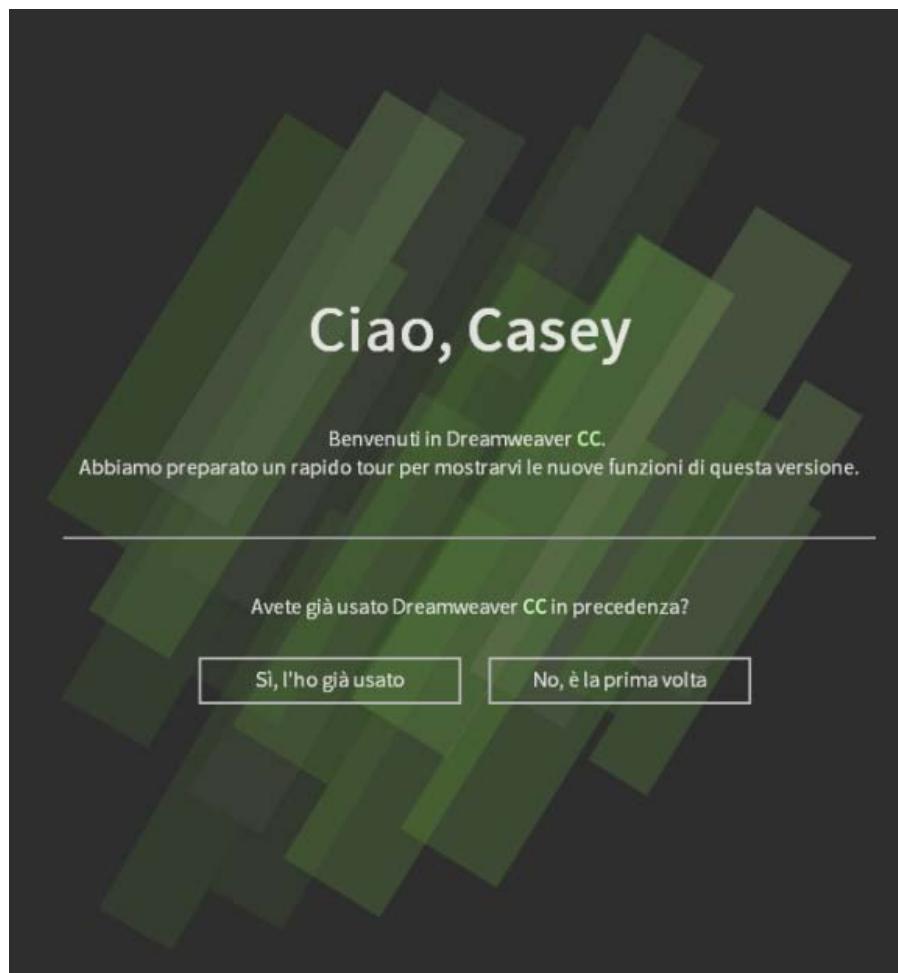 Ciao, Casey
Benvenuti in Dreamweaver CC.
Abbiamo preparato un rapido tour per mostrarvi le nuove funzioni di questa versione.
Avete già usato Dreamweaver CC in precedenza?
Sì, l'ho già usato
No, è la prima volta